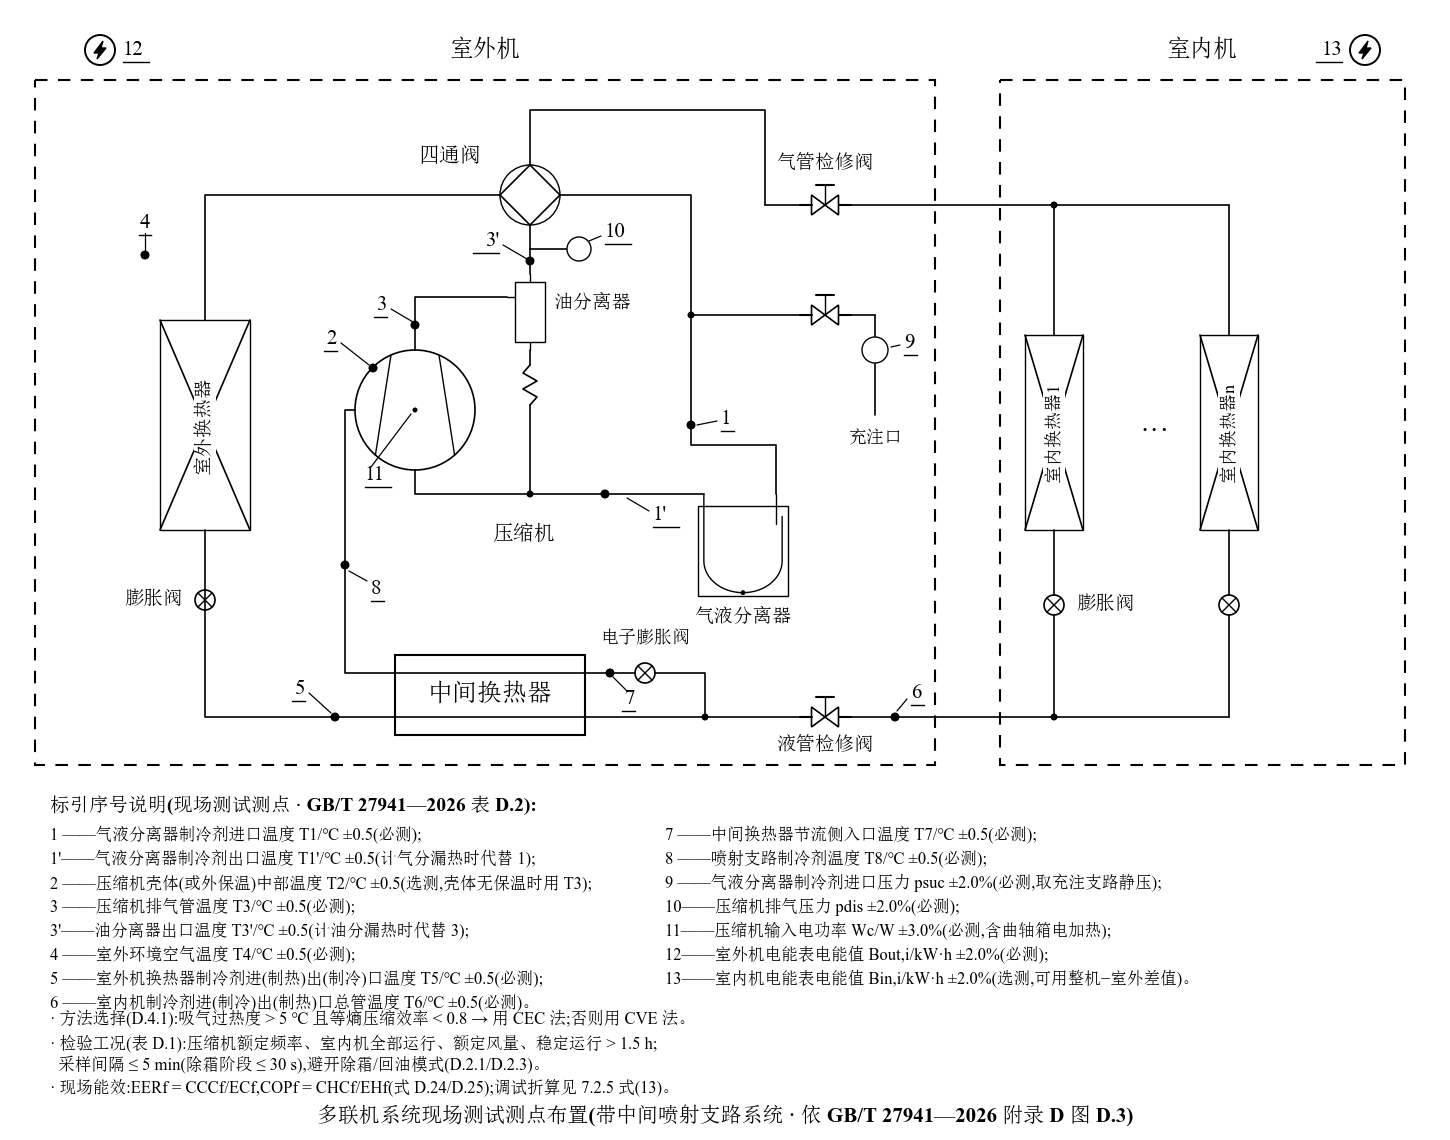 12
室外机
室内机
13
四通阀
气管检修阀
4
3'
10
3
油分离器
2
9
室外换热器
室内换热器1
…
室内换热器n
1
充注口
11
1'
压缩机
8
膨胀阀
气液分离器
膨胀阀
电子膨胀阀
5
中间换热器
7
6
液管检修阀
标引序号说明(现场测试测点 · GB/T 27941—2026 表 D.2):
1 ——气液分离器制冷剂进口温度 T1/°C ±0.5(必测);
1'——气液分离器制冷剂出口温度 T1'/°C ±0.5(计气分漏热时代替 1);
2 ——压缩机壳体(或外保温)中部温度 T2/°C ±0.5(选测,壳体无保温时用 T3);
3 ——压缩机排气管温度 T3/°C ±0.5(必测);
3'——油分离器出口温度 T3'/°C ±0.5(计油分漏热时代替 3);
4 ——室外环境空气温度 T4/°C ±0.5(必测);
5 ——室外机换热器制冷剂进(制热)出(制冷)口温度 T5/°C ±0.5(必测);
6 ——室内机制冷剂进(制冷)出(制热)口总管温度 T6/°C ±0.5(必测)。
7 ——中间换热器节流侧入口温度 T7/°C ±0.5(必测);
8 ——喷射支路制冷剂温度 T8/°C ±0.5(必测);
9 ——气液分离器制冷剂进口压力 psuc ±2.0%(必测,取充注支路静压);
10——压缩机排气压力 pdis ±2.0%(必测);
11——压缩机输入电功率 Wc/W ±3.0%(必测,含曲轴箱电加热);
12——室外机电能表电能值 Bout,i/kW·h ±2.0%(必测);
13——室内机电能表电能值 Bin,i/kW·h ±2.0%(选测,可用整机−室外差值)。
· 方法选择(D.4.1):吸气过热度 > 5 °C 且等熵压缩效率 < 0.8 → 用 CEC 法;否则用 CVE 法。
· 检验工况(表 D.1):压缩机额定频率、室内机全部运行、额定风量、稳定运行 > 1.5 h;
采样间隔 ≤ 5 min(除霜阶段 ≤ 30 s),避开除霜/回油模式(D.2.1/D.2.3)。
· 现场能效:EERf = CCCf/ECf,COPf = CHCf/EHf(式 D.24/D.25);调试折算见 7.2.5 式(13)。
多联机系统现场测试测点布置(带中间喷射支路系统 · 依 GB/T 27941—2026 附录 D 图 D.3)